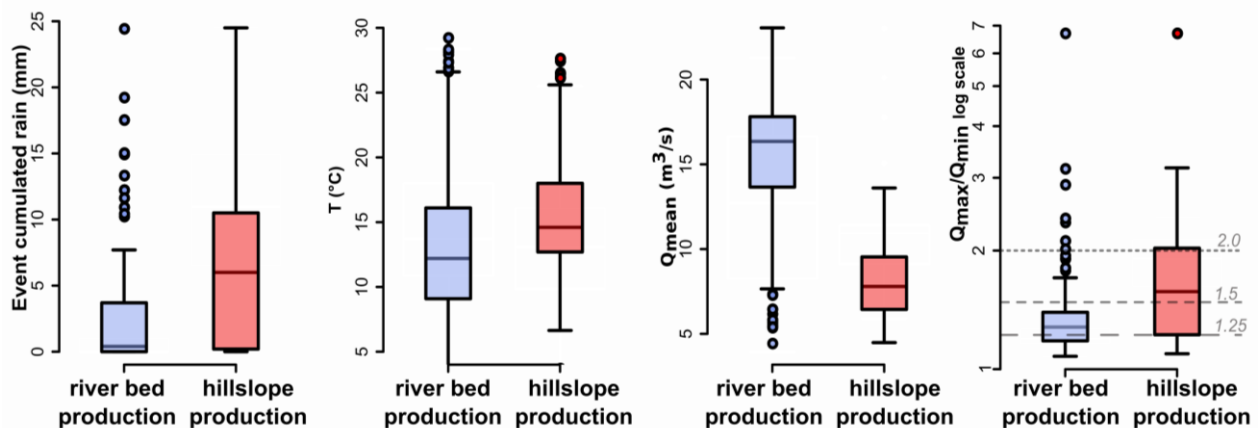 Event cumulated rain (mm)
25
20
15
10
5
0
river bed
production
hillslope
production
T (°C)
30
25
20
15
10
5
river bed
production
hillslope
production
Qmean (m³/s)
20
15
10
5
river bed
production
hillslope
production
Qmax/Qmin log scale
7
6
5
4
3
2
1
2.0
1.5
1.25
river bed
production
hillslope
production